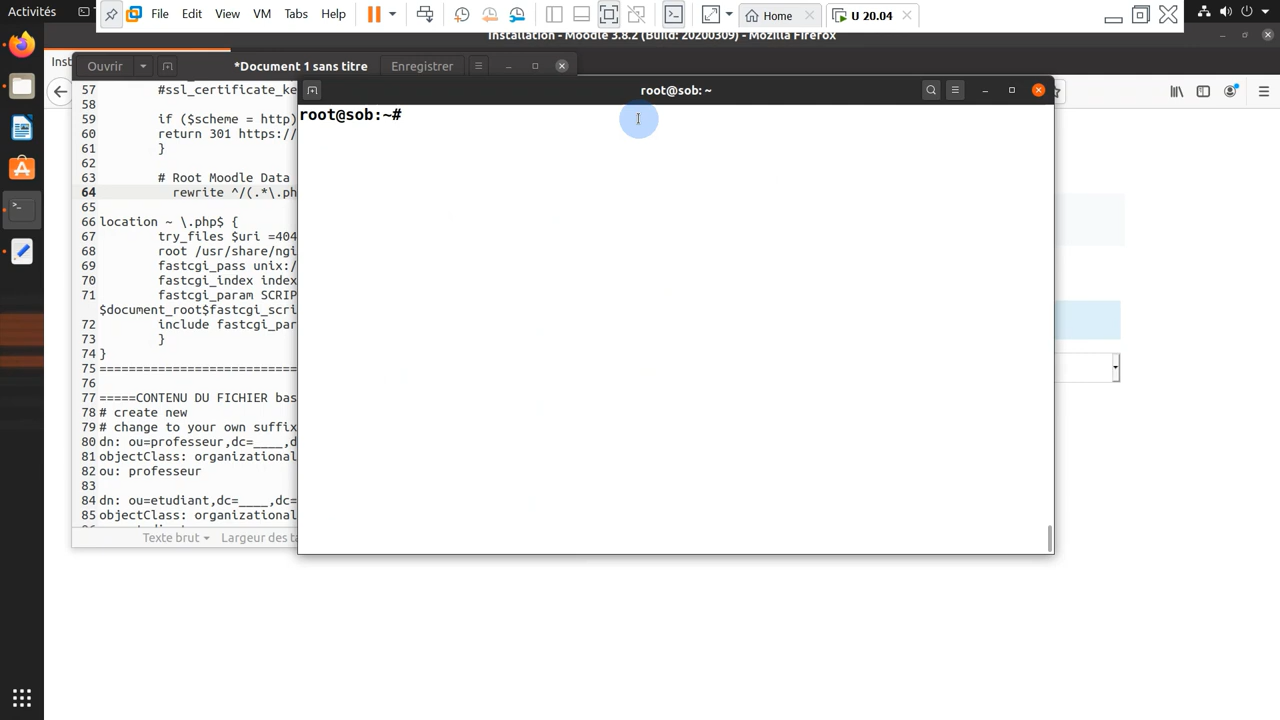 Activités
File Edit View VM Tabs Help
Home
U 20.04
Installation - Moodle 3.8.2 (Build: 20200309) - Mozilla Firefox
Ouvrir
*Document 1 sans titre
Enregistrer
root@sob: ~
root@sob:~#
57 #ssl_certificate_ke
58
59 if ($scheme = http)
60 return 301 https://
61 }
62
63 # Root Moodle Data
64 rewrite ^/(.*\.ph
65
66 location ~ \.php$ {
67 try_files $uri =404
68 root /usr/share/ngi
69 fastcgi_pass unix:/
70 fastcgi_index index
71 fastcgi_param SCRIP
$document_root$fastcgi_scri
72 include fastcgi_par
73 }
74 }
75 ===========================
76
77 =====CONTENU DU FICHIER bas
78 # create new
79 # change to your own suffix
80 dn: ou=professeur,dc=____,d
81 objectClass: organizational
82 ou: professeur
83
84 dn: ou=etudiant,dc=____,dc=
85 objectClass: organizational
Texte brut
Largeur des ta